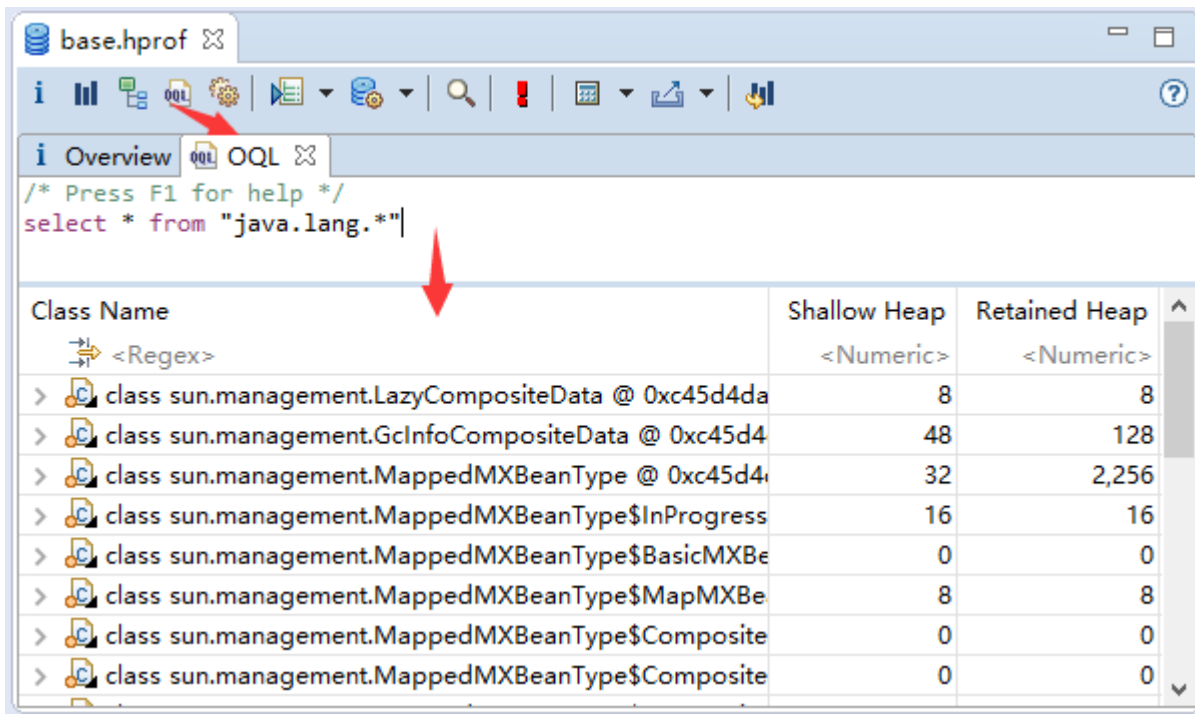 base.hprof
i OQL
i Overview OQL
/* Press F1 for help */
select * from "java.lang.*"
Class Name Shallow Heap Retained Heap
<Regex> <Numeric> <Numeric>
class sun.management.LazyCompositeData @ 0xc45d4da 8 8
class sun.management.GcInfoCompositeData @ 0xc45d4 48 128
class sun.management.MappedMXBeanType @ 0xc45d4 32 2,256
class sun.management.MappedMXBeanType$InProgress 16 16
class sun.management.MappedMXBeanType$BasicMXBe 0 0
class sun.management.MappedMXBeanType$MapMXBe 8 8
class sun.management.MappedMXBeanType$Composite 0 0
class sun.management.MappedMXBeanType$Composite 0 0